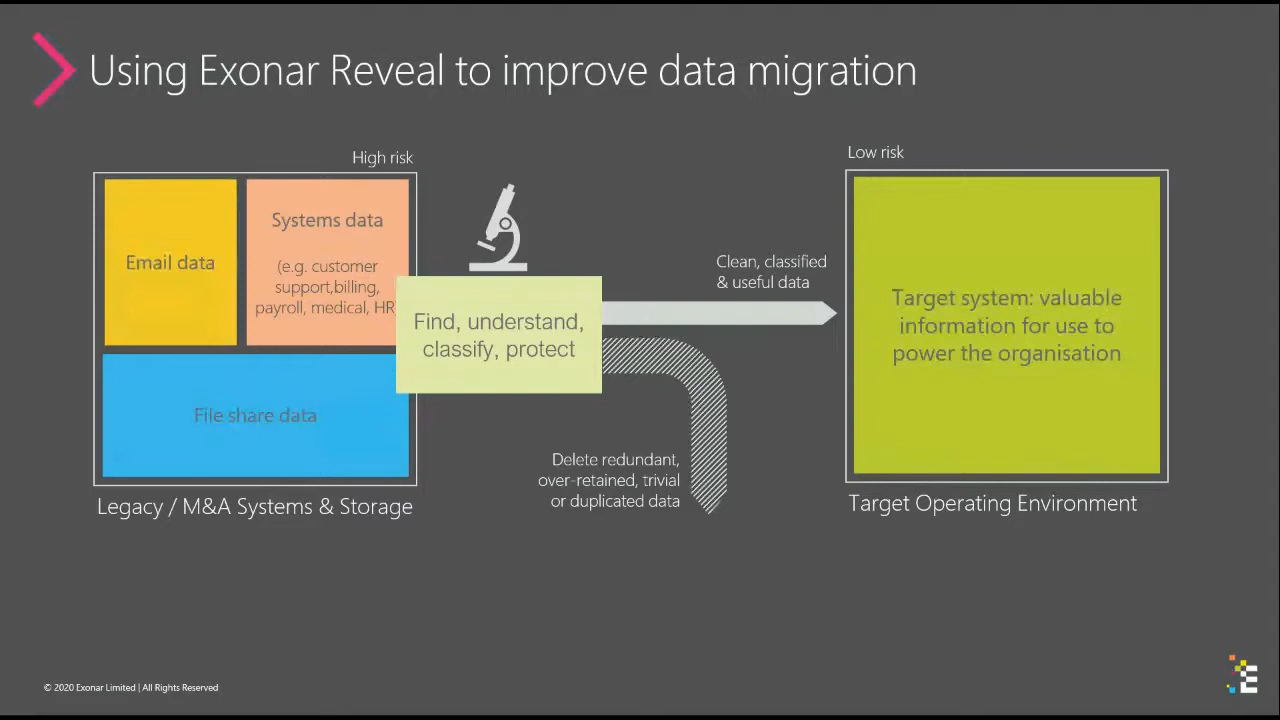 Using Exonar Reveal to improve data migration
High risk
Low risk
Email data
Systems data
(e.g. customer
support,billing,
payroll, medical, HR)
File share data
Legacy / M&A Systems & Storage
Find, understand,
classify, protect
Clean, classified
& useful data
Delete redundant,
over-retained, trivial
or duplicated data
Target system: valuable
information for use to
power the organisation
Target Operating Environment
© 2020 Exonar Limited | All Rights Reserved